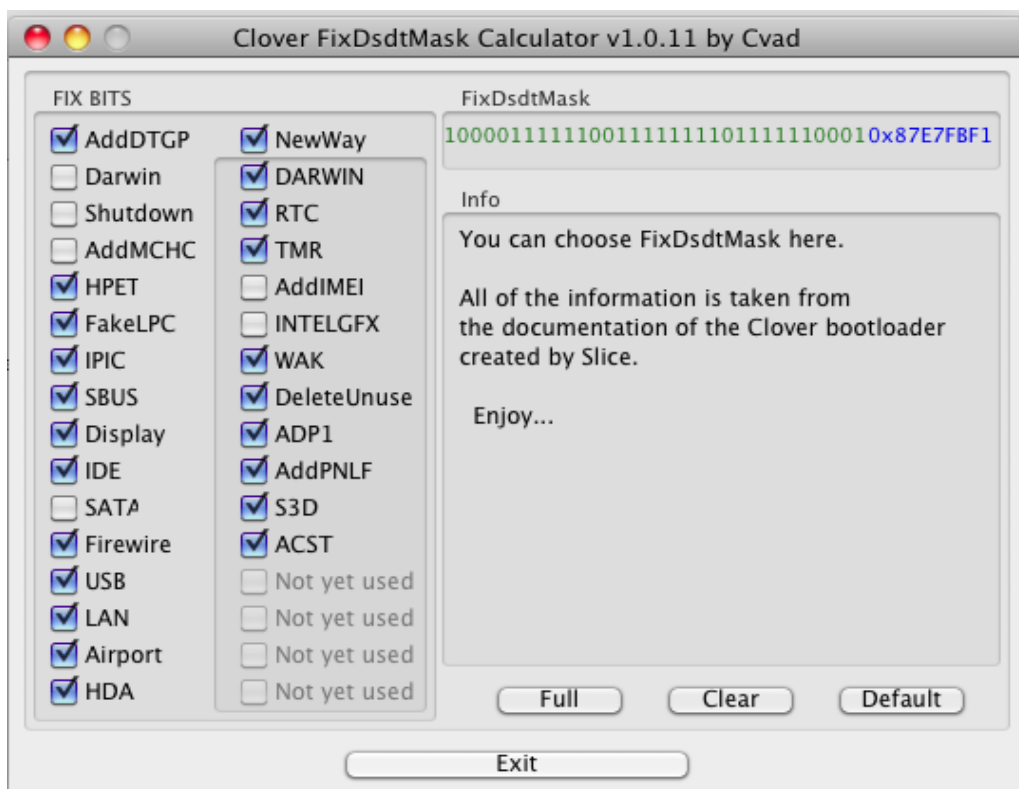 Clover FixDsdtMask Calculator v1.0.11 by Cvad
FIX BITS
AddDTGP
Darwin
Shutdown
AddMCHC
HPET
FakeLPC
IPIC
SBUS
Display
IDE
SATA
Firewire
USB
LAN
Airport
HDA
NewWay
DARWIN
RTC
TMR
AddIMEI
INTELGFX
WAK
DeleteUnuse
ADP1
AddPNLF
S3D
ACST
Not yet used
Not yet used
Not yet used
Not yet used
FixDsdtMask
10000111111001111111101111110001 0x87E7FBF1
Info
You can choose FixDsdtMask here.
All of the information is taken from
the documentation of the Clover bootloader
created by Slice.
Enjoy...
Full
Clear
Default
Exit